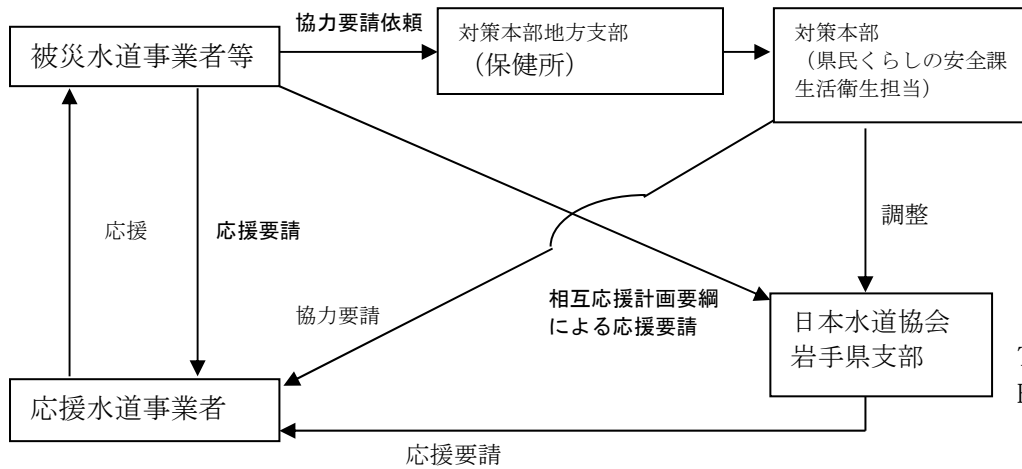 協力要請依頼
被災水道事業者等
対策本部地方支部
（保健所）
対策本部
（県民くらしの安全課
生活衛生担当）
応援
応援要請
調整
協力要請
相互応援計画要綱
による応援要請
日本水道協会
岩手県支部
応援水道事業者
応援要請